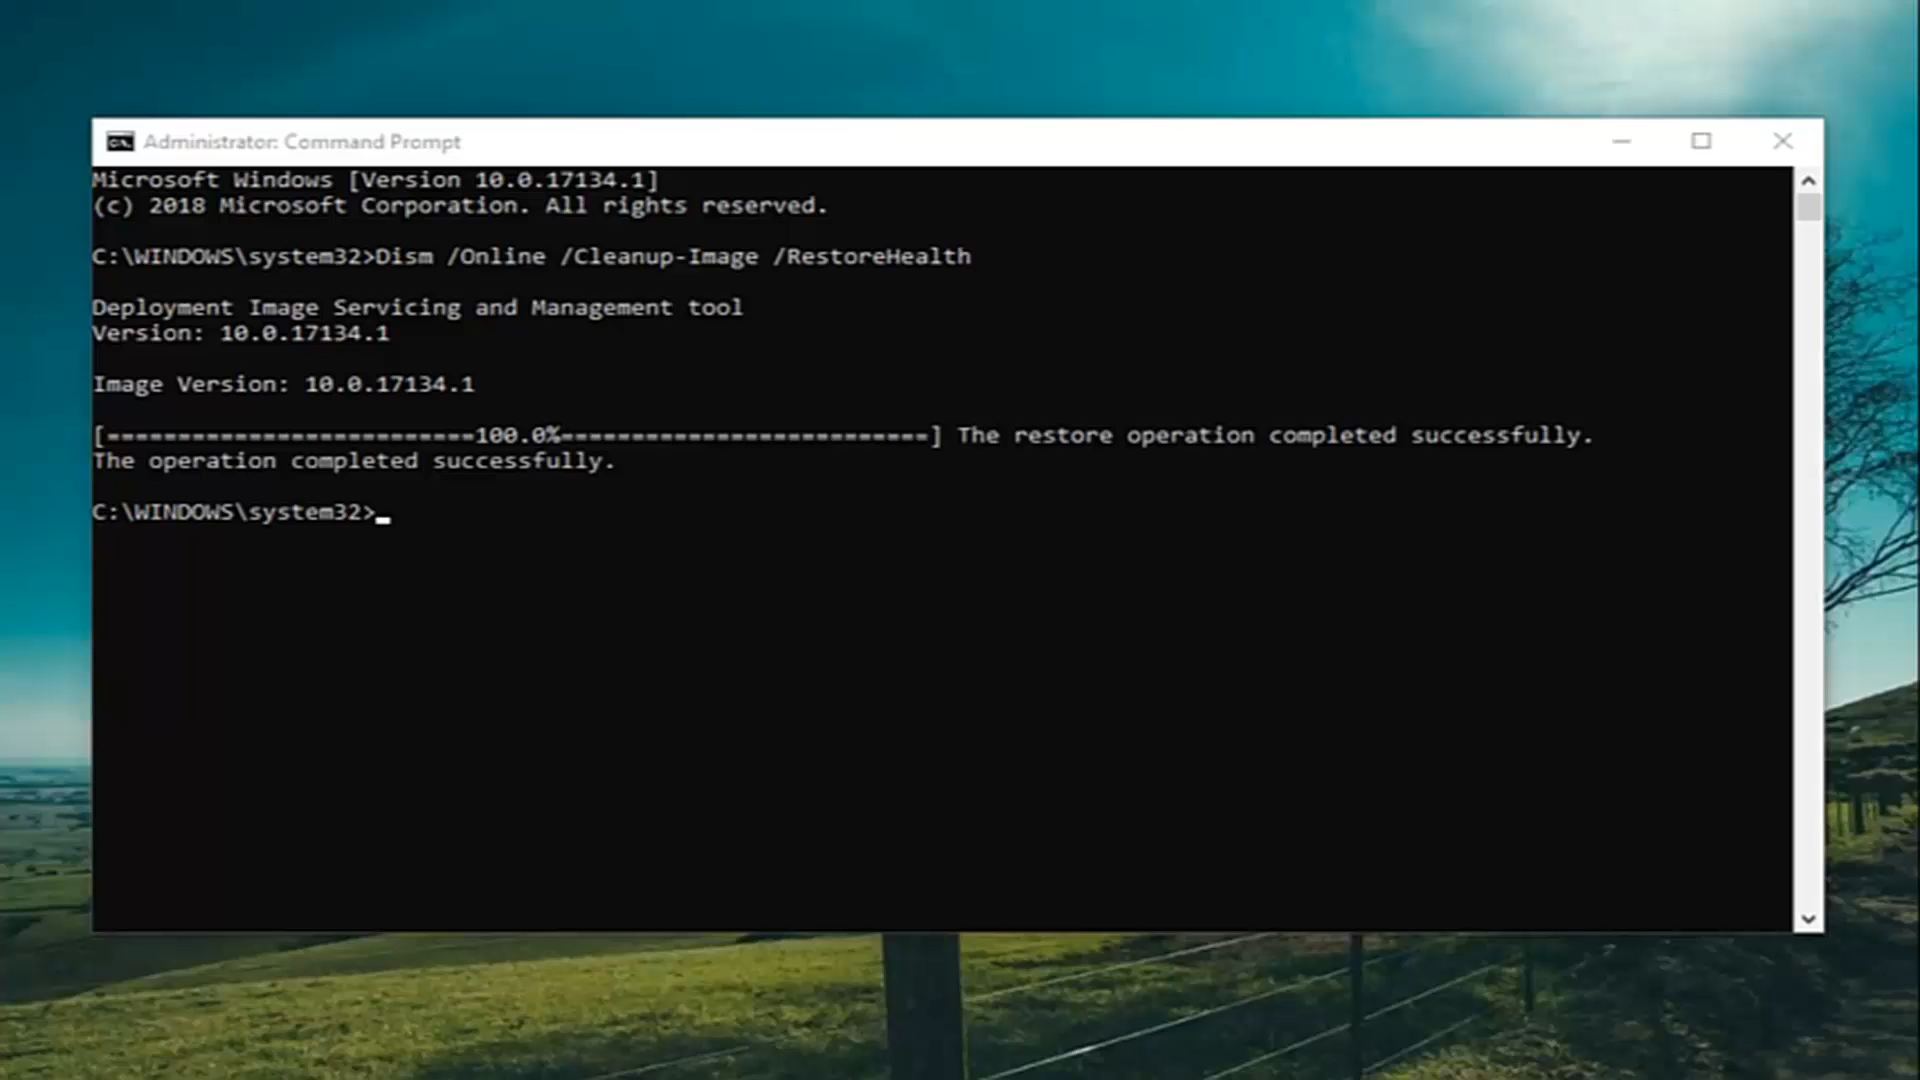 Administrator: Command Prompt
Microsoft Windows [Version 10.0.17134.1]
(c) 2018 Microsoft Corporation. All rights reserved.
C:\WINDOWS\system32>Dism /Online /Cleanup-Image /RestoreHealth
Deployment Image Servicing and Management tool
Version: 10.0.17134.1
Image Version: 10.0.17134.1
[==========================100.0%==========================] The restore operation completed successfully.
The operation completed successfully.
C:\WINDOWS\system32>